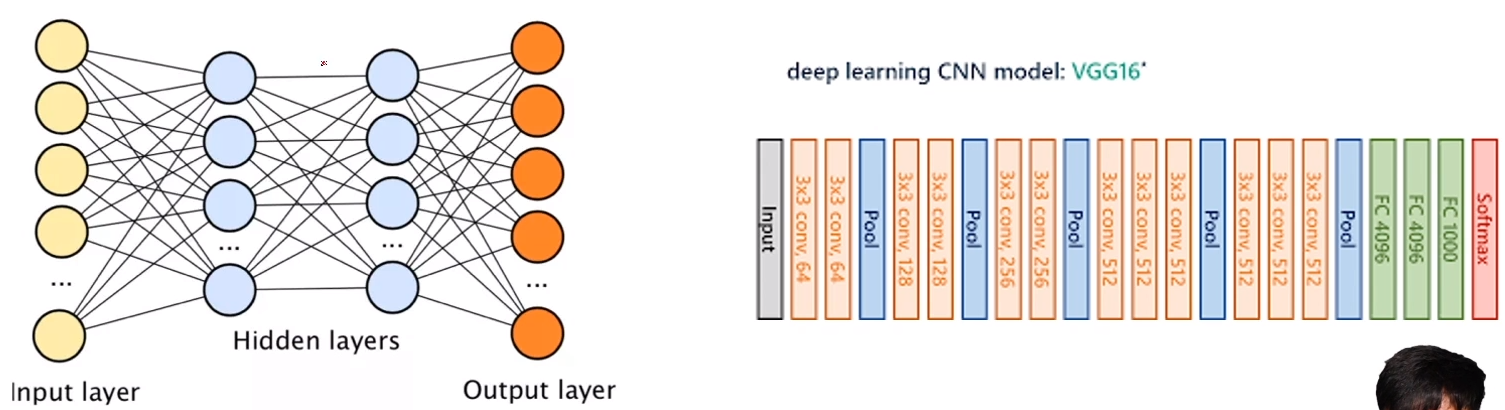 ...
...
...
...
Hidden layers
Input layer
Output layer
deep learning CNN model: VGG16*
Input
3x3 conv, 64
3x3 conv, 64
Pool
3x3 conv, 128
3x3 conv, 128
Pool
3x3 conv, 256
3x3 conv, 256
Pool
3x3 conv, 512
3x3 conv, 512
3x3 conv, 512
Pool
3x3 conv, 512
3x3 conv, 512
3x3 conv, 512
Pool
FC 4096
FC 4096
FC 1000
Softmax